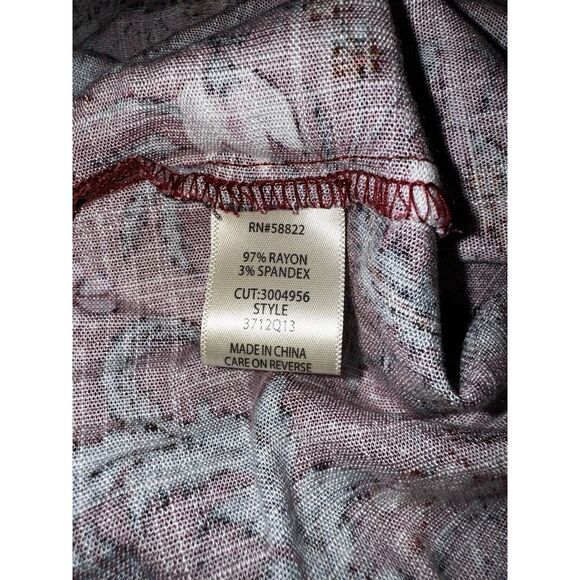 RN#58822
97% RAYON
3% SPANDEX
CUT:3004956
STYLE
3712Q13
MADE IN CHINA
CARE ON REVERSE